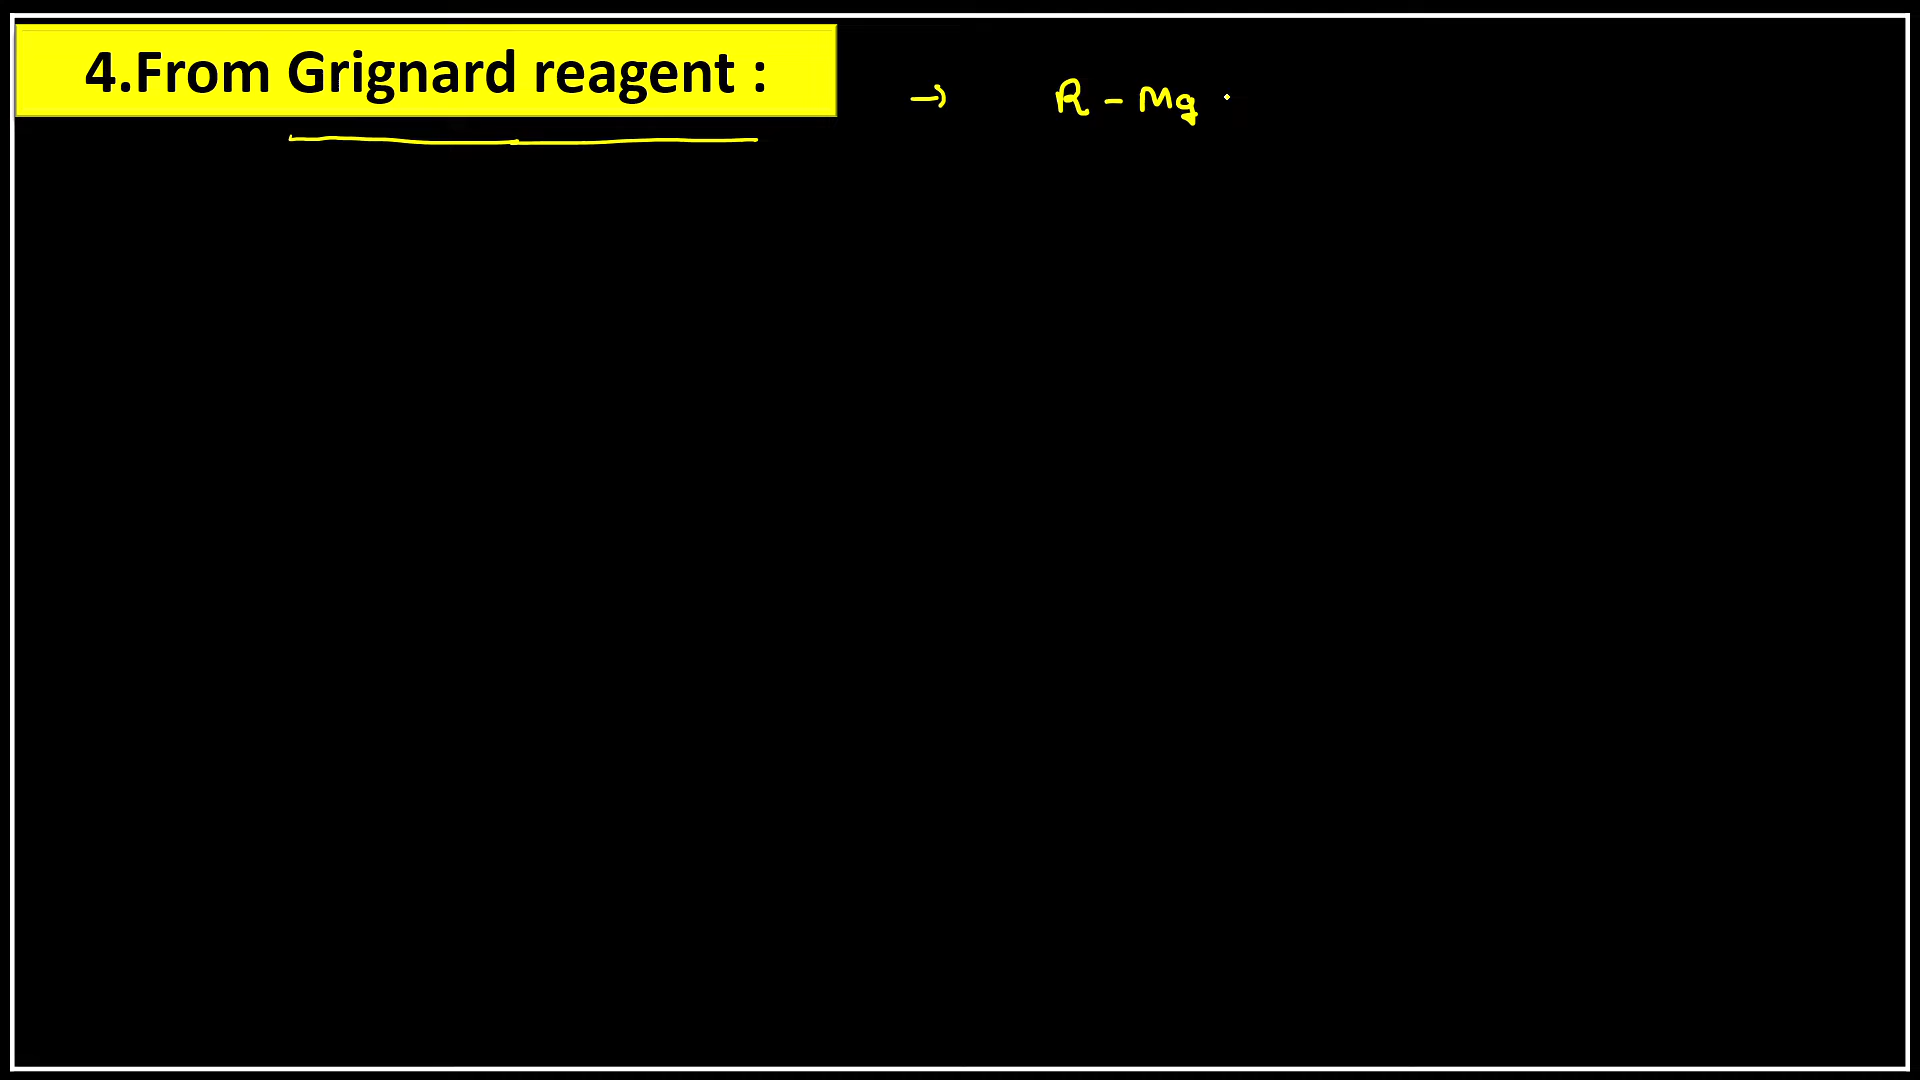 4.From Grignard reagent :
→ R - Mg